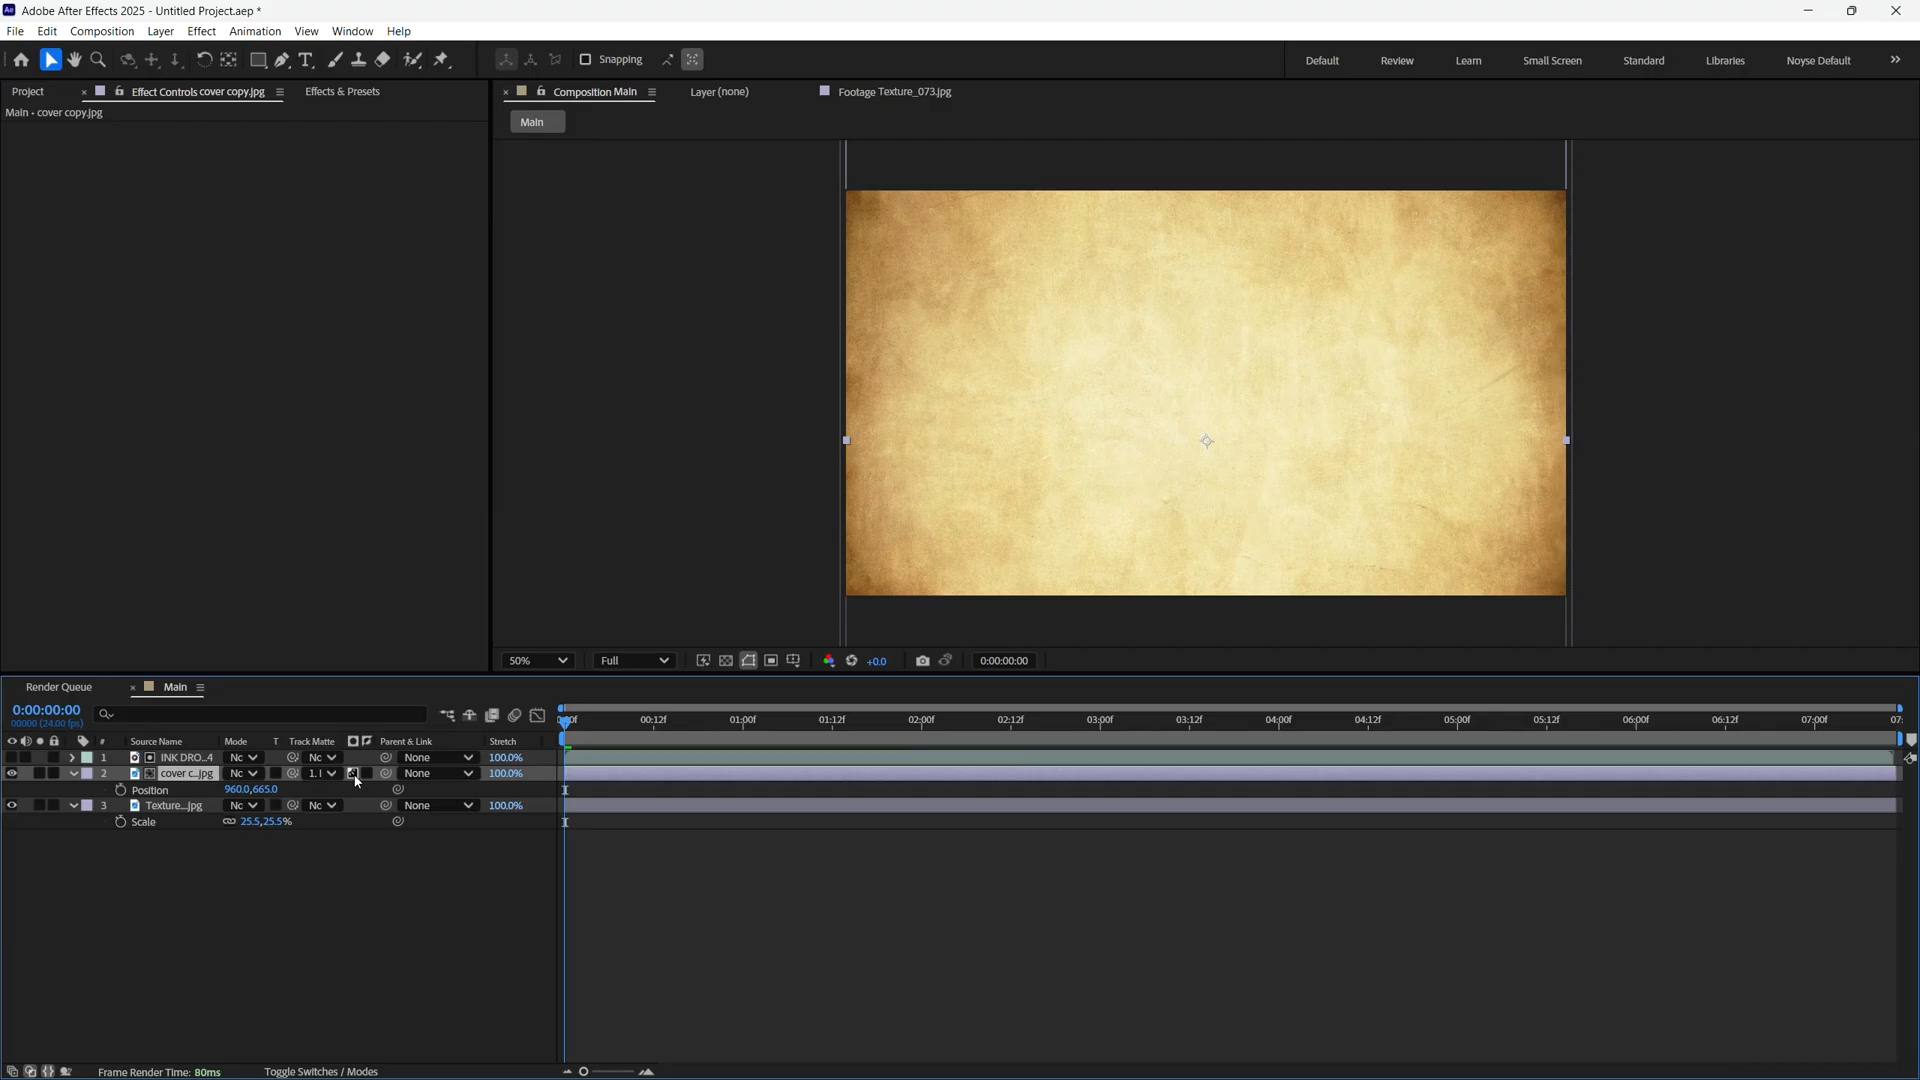 Adobe After Effects 2025 - Untitled Project.aep *
File Edit Composition Layer Effect Animation View Window Help
Snapping Default Review Learn Small Screen Standard Libraries Noyse Default
Project × Effect Controls cover copy.jpg Effects & Presets × Composition Main Layer (none) Footage Texture_073.jpg
Main • cover copy.jpg
Main
50% Full +0.0 0:00:00:00
Render Queue × Main
0:00:00:00
00000 (24.00 fps)
00:12f 01:00f 01:12f 02:00f 02:12f 03:00f 03:12f 04:00f 04:12f 05:00f 05:12f 06:00f 06:12f 07:00f 07:
# Source Name Mode T Track Matte Parent & Link Stretch
1 INK DRO...4 Nc Nc None 100.0%
2 cover c...jpg Nc 1. I None 100.0%
Position 960.0,665.0
3 Texture...jpg Nc Nc None 100.0%
Scale 25.5,25.5%
Frame Render Time: 80ms Toggle Switches / Modes